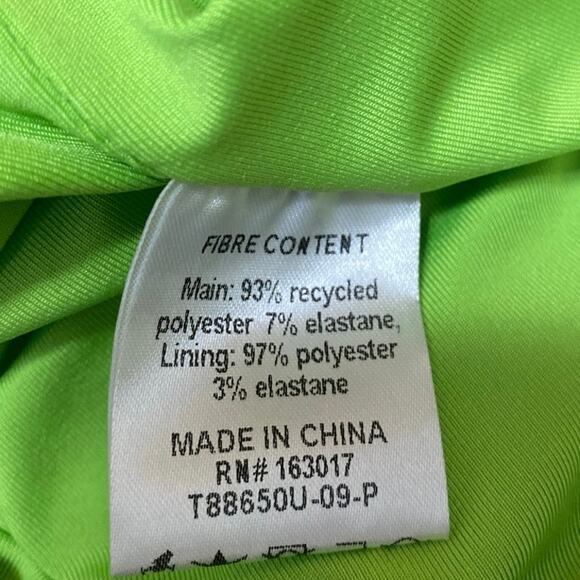 FIBRE CONTENT
Main: 93% recycled
polyester 7% elastane,
Lining: 97% polyester
3% elastane
MADE IN CHINA
RN# 163017
T88650U-09-P